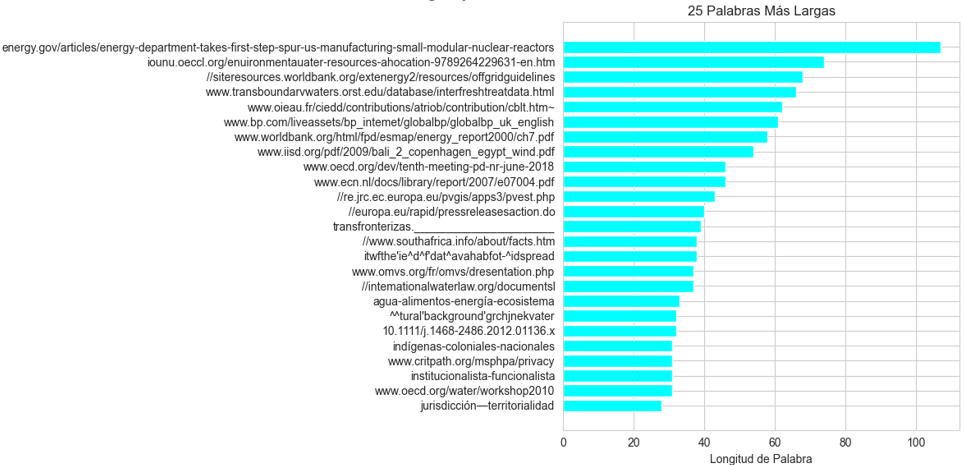 25 Palabras Más Largas
energy.gov/articles/energy-department-takes-first-step-spur-us-manufacturing-small-modular-nuclear-reactors
iounu.oeccl.org/enuironmentauater-resources-ahocation-9789264229631-en.htm
//siteresources.worldbank.org/extenergy2/resources/offgridguidelines
www.transboundarvwaters.orst.edu/database/interfreshtreatdata.html
www.oieau.fr/ciedd/contributions/atriob/contribution/cblt.htm~
www.bp.com/liveassets/bp_intemet/globalbp/globalbp_uk_english
www.worldbank.org/html/fpd/esmap/energy_report2000/ch7.pdf
www.iisd.org/pdf/2009/bali_2_copenhagen_egypt_wind.pdf
www.oecd.org/dev/tenth-meeting-pd-nr-june-2018
www.ecn.nl/docs/library/report/2007/e07004.pdf
//re.jrc.ec.europa.eu/pvgis/apps3/pvest.php
//europa.eu/rapid/pressreleasesaction.do
transfronterizas._______________________
//www.southafrica.info/about/facts.htm
itwfthe'ie^d^f'dat^avahabfot-^idspread
www.omvs.org/fr/omvs/dresentation.php
//intemationalwaterlaw.org/documentsl
agua-alimentos-energía-ecosistema
^^tural'background'grchjnekvater
10.1111/j.1468-2486.2012.01136.x
indígenas-coloniales-nacionales
www.critpath.org/msphpa/privacy
institucionalista-funcionalista
www.oecd.org/water/workshop2010
jurisdicción—territorialidad
0 20 40 60 80 100
Longitud de Palabra